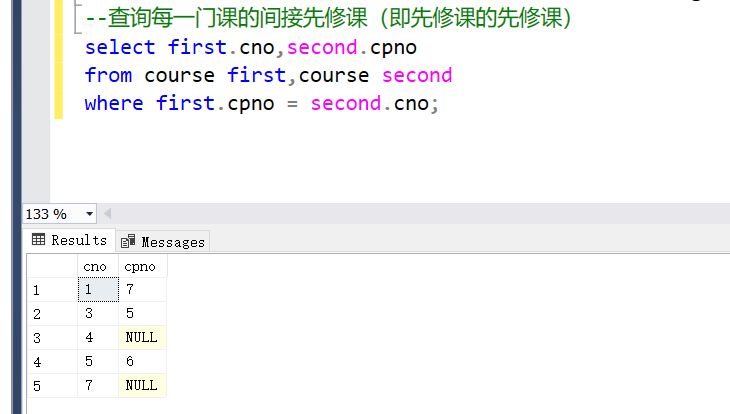 --查询每一门课的间接先修课（即先修课的先修课）
select first.cno,second.cpno
from course first,course second
where first.cpno = second.cno;
133 %
Results Messages
cno cpno
1 1 7
2 3 5
3 4 NULL
4 5 6
5 7 NULL